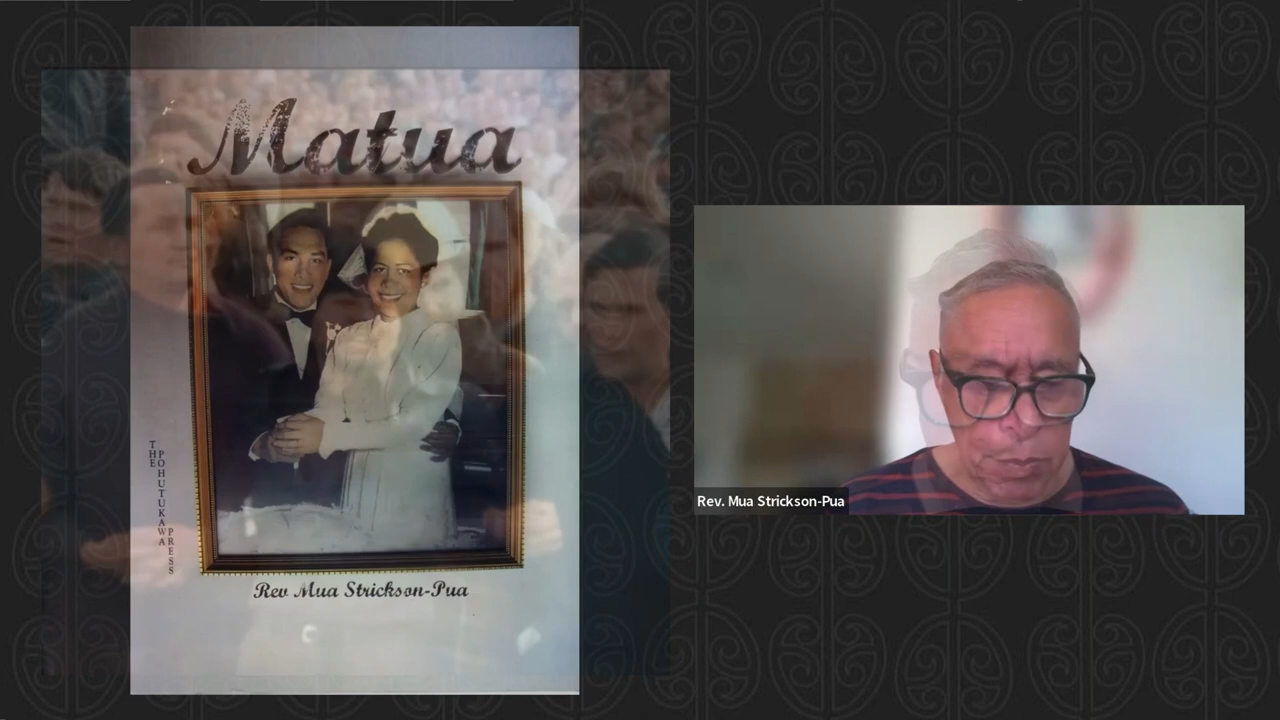 Matua
THE
POHUTUKAWA
PRESS
Rev Mua Strickson-Pua
Rev. Mua Strickson-Pua